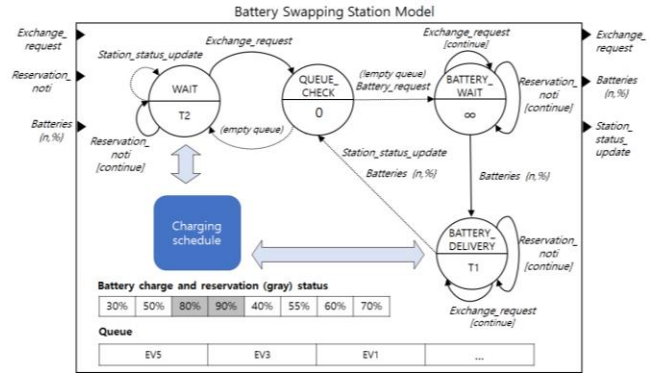 Battery Swapping Station Model
Exchange_
request
Reservation_
noti
Batteries
(n,%)
Station_status_update
WAIT
T2
Reservation_
noti
[continue]
Exchange_request
QUEUE_
CHECK
0
(empty queue)
(!empty queue)
Battery_request
Exchange_request
[continue]
BATTERY_
WAIT
∞
Reservation_
noti
[continue]
Station_status_update
Batteries (n,%)
Batteries (n,%)
BATTERY_
DELIVERY
T1
Reservation_
noti
[continue]
Exchange_request
[continue]
Exchange_
request
Batteries
(n,%)
Station_
status_
update
Charging
schedule
Battery charge and reservation (gray) status
30% 50% 80% 90% 40% 55% 60% 70%
Queue
EV5 EV3 EV1 ...